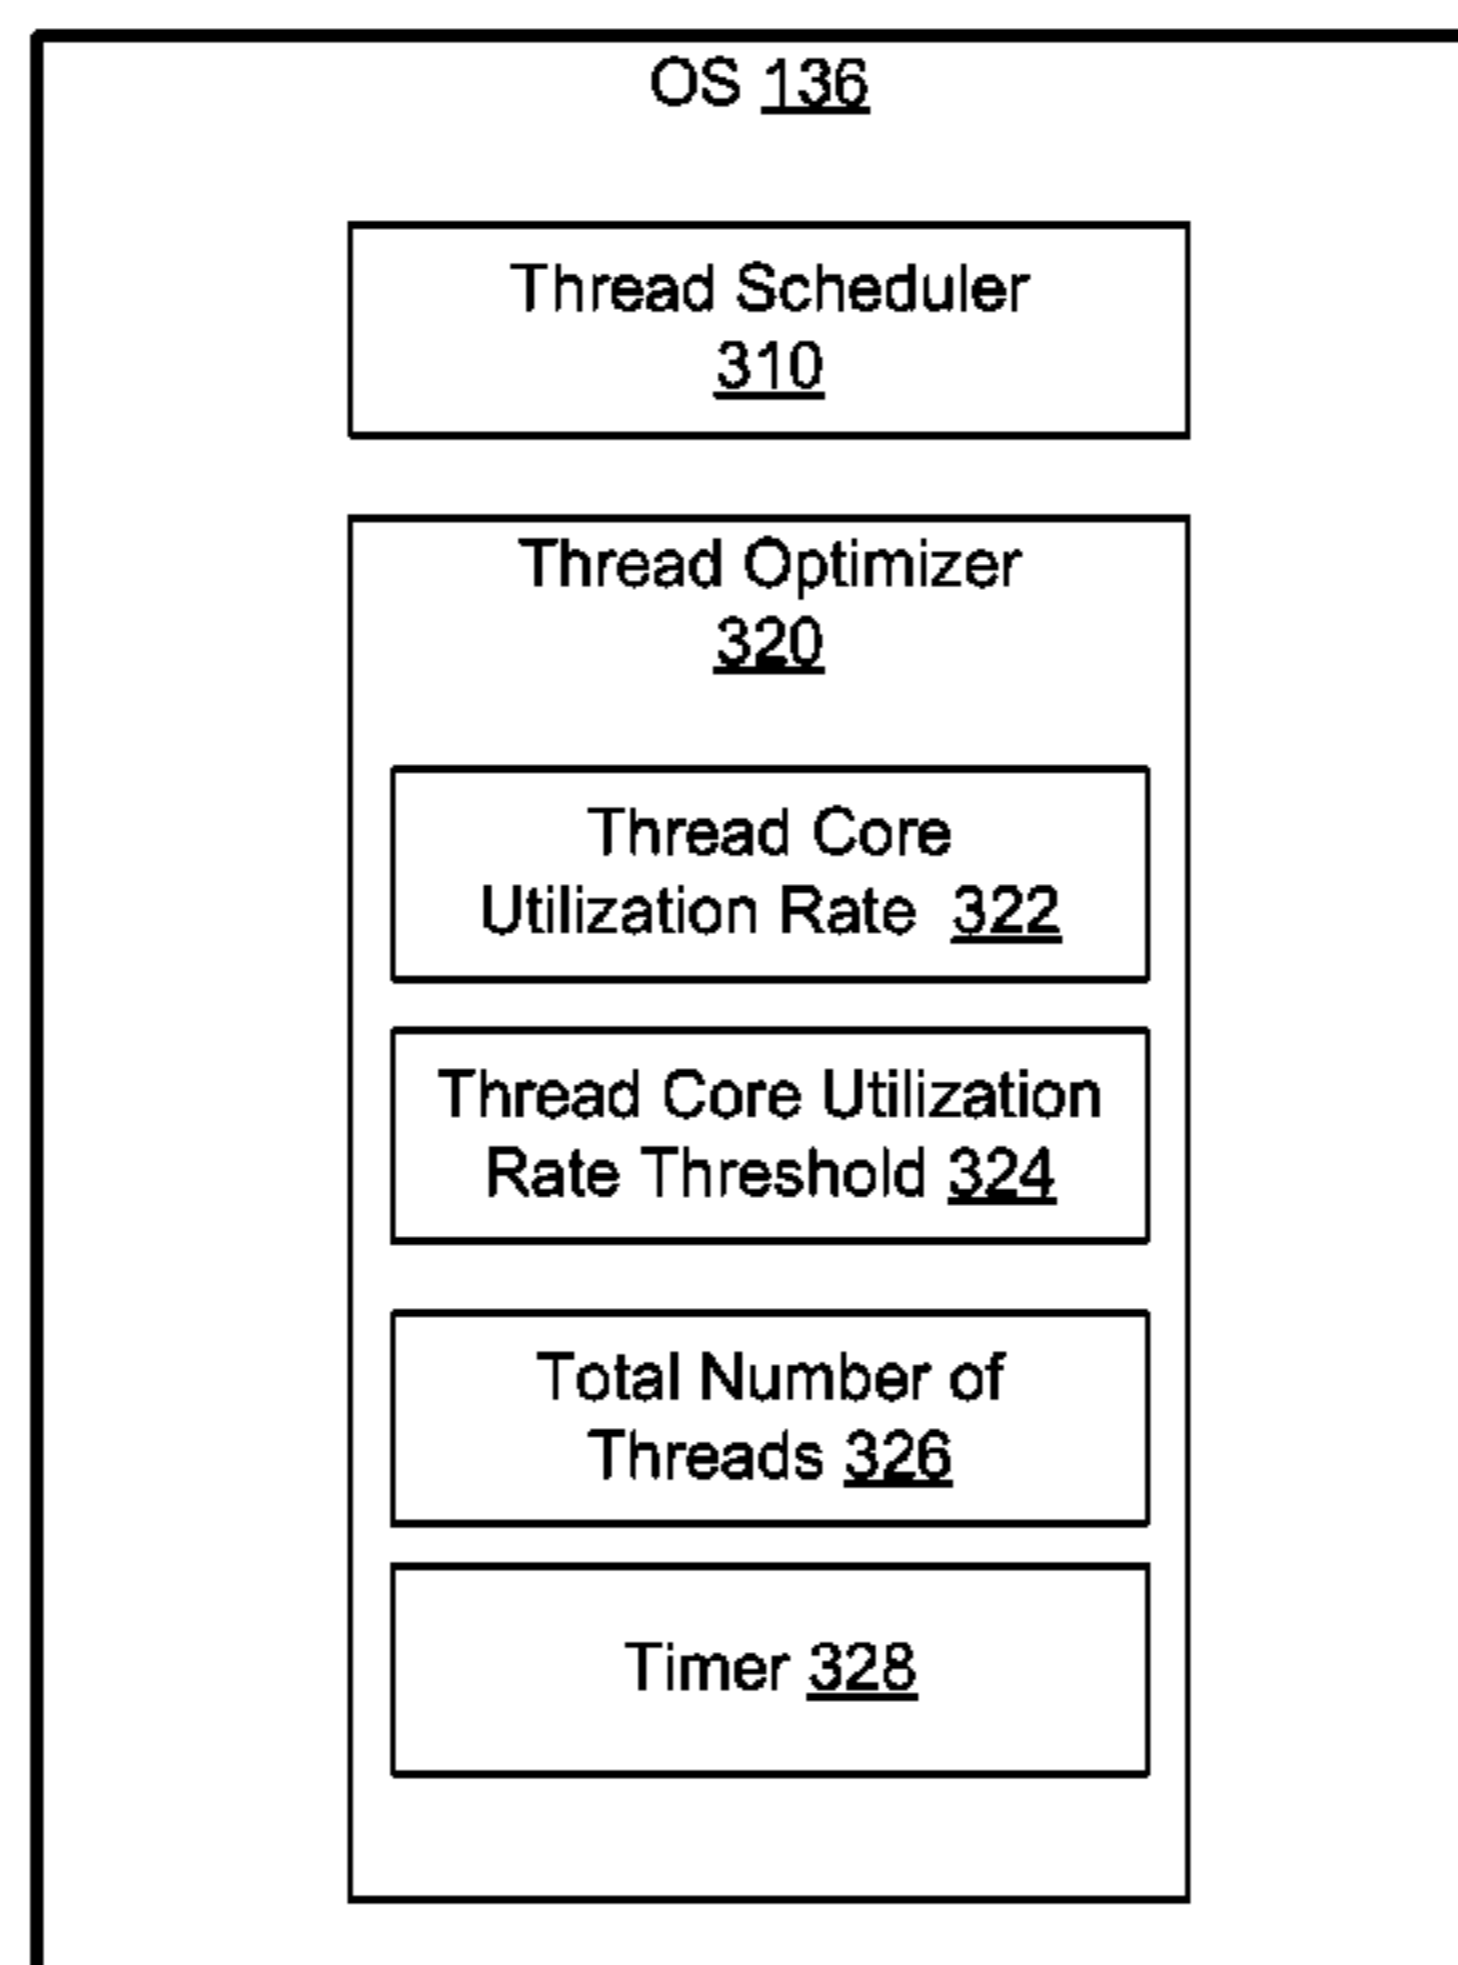 OS 136
Thread Scheduler
310
Thread Optimizer
320
Thread Core
Utilization Rate 322
Thread Core Utilization
Rate Threshold 324
Total Number of
Threads 326
Timer 328